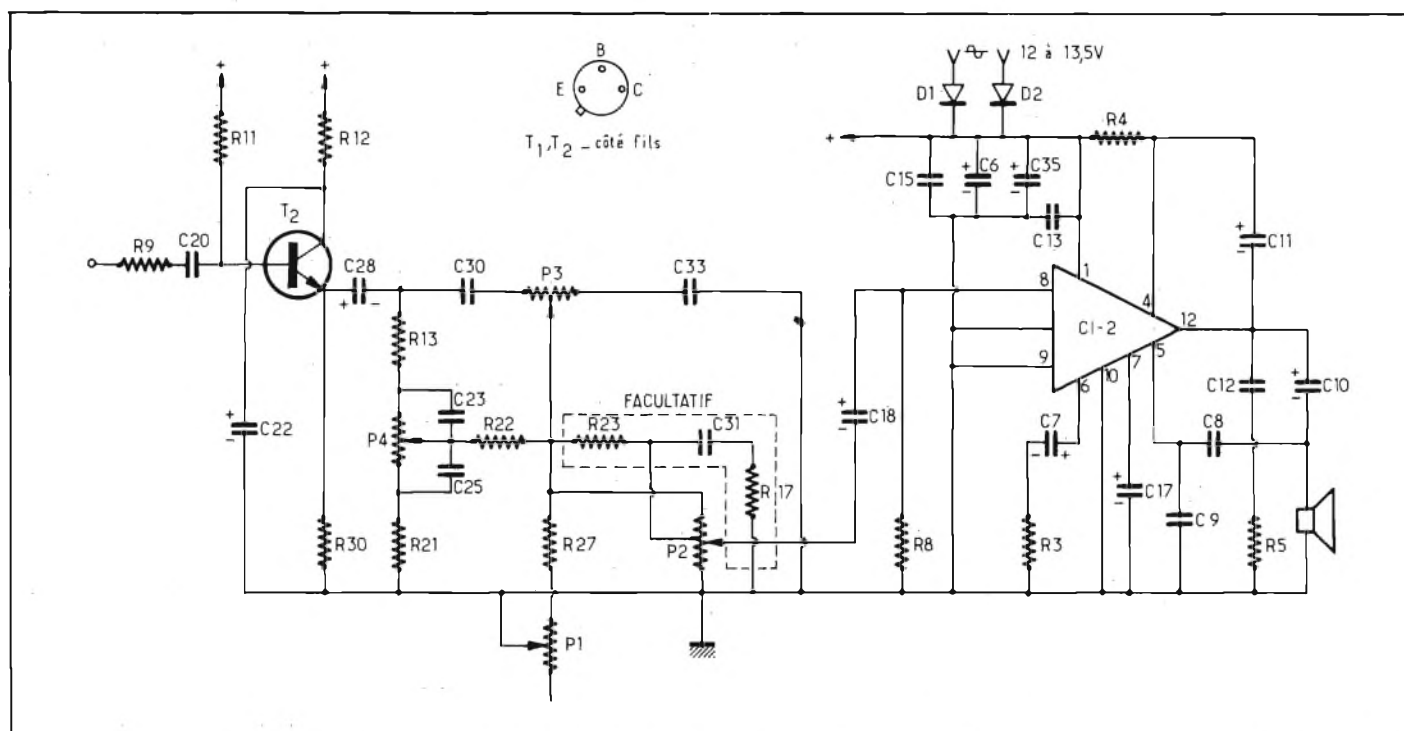 B
E
C
T1,T2 _ côté fils
12 à 13,5V
D1
D2
+
+
+
R11
R12
R4
C15
+
-
C6
+
-
C35
C13
+
-
C11
T2
R9
C20
C28
+
-
C30
P3
C33
8
1
4
CI-2
12
9
5
6
10
7
R13
C23
FACULTATIF
+
-
C18
C12
+
-
C10
P4
R22
R23
C31
C7
-
+
C8
+
-
C22
C25
R 17
+
-
C17
C9
R30
R21
R27
P2
R8
R3
R5
P1